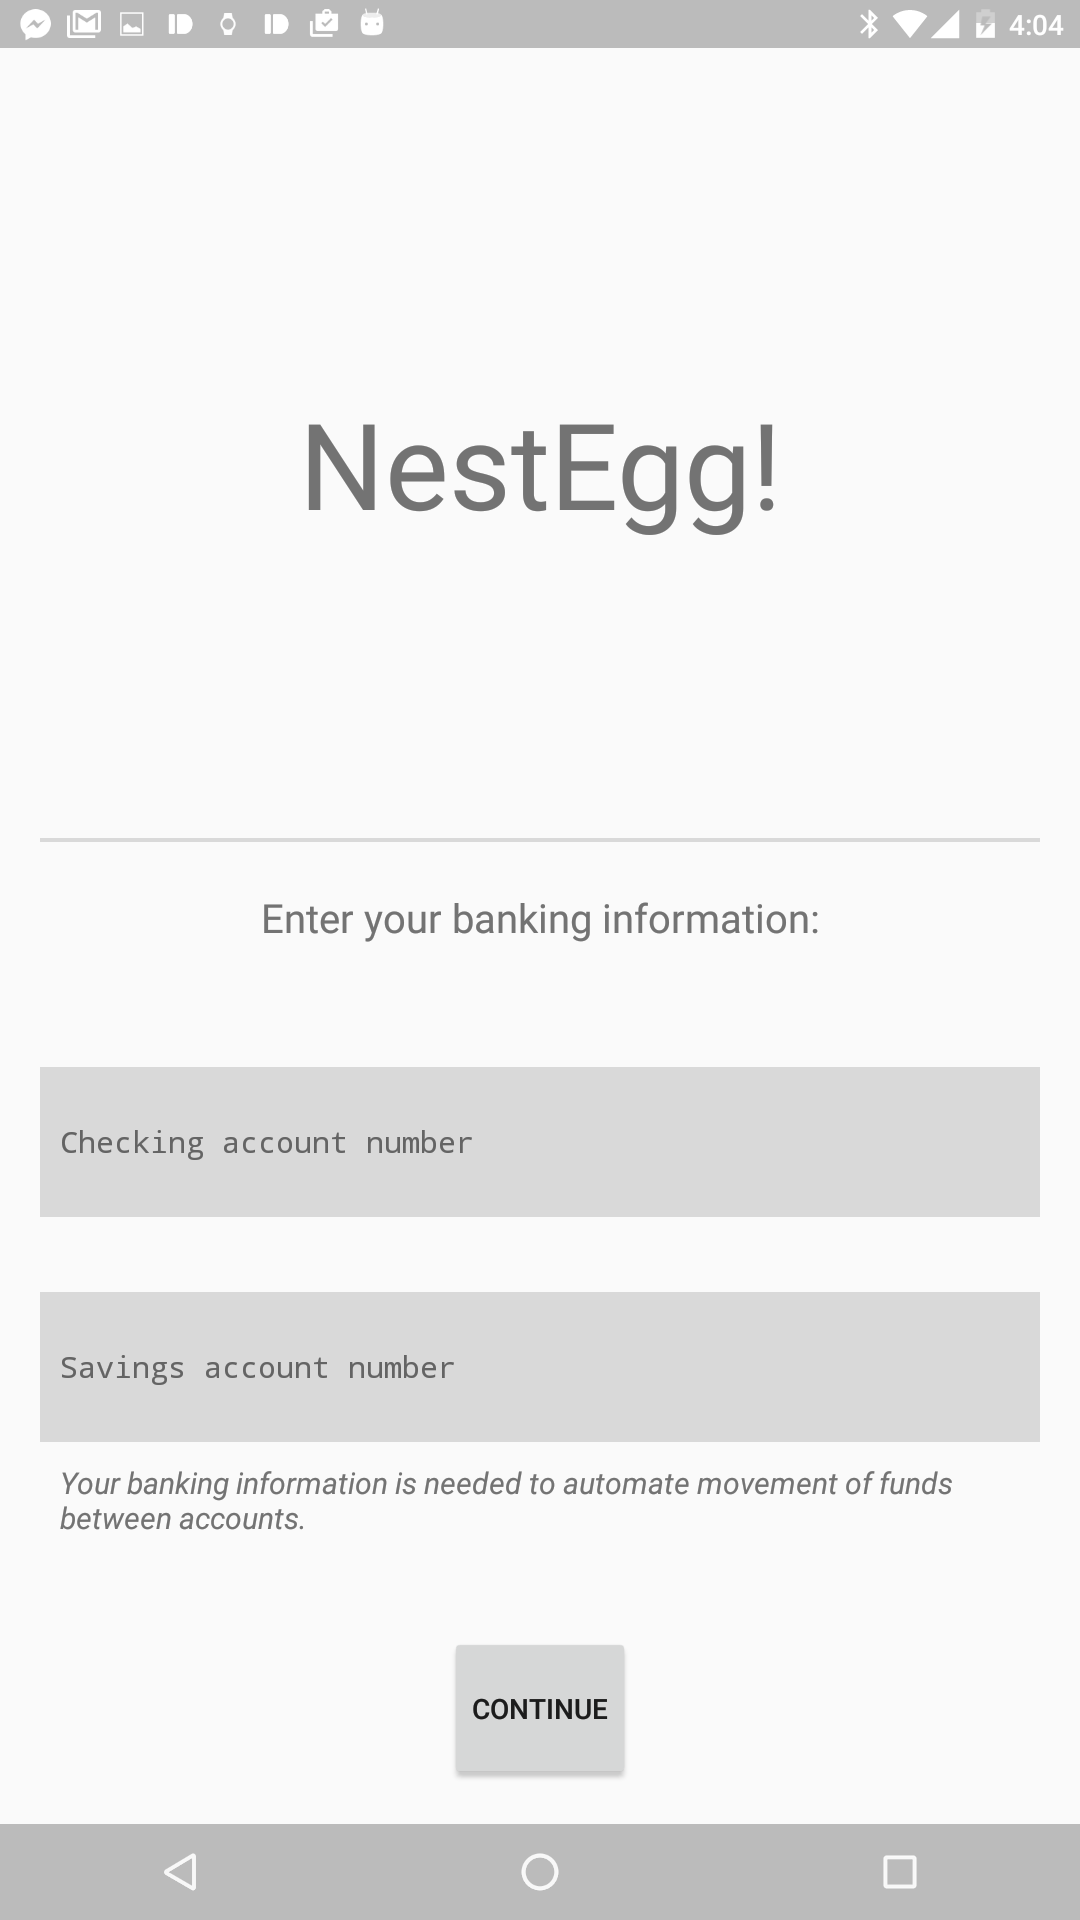 4:04
NestEgg!
Enter your banking information:
Checking account number
Savings account number
Your banking information is needed to automate movement of funds
between accounts.
CONTINUE